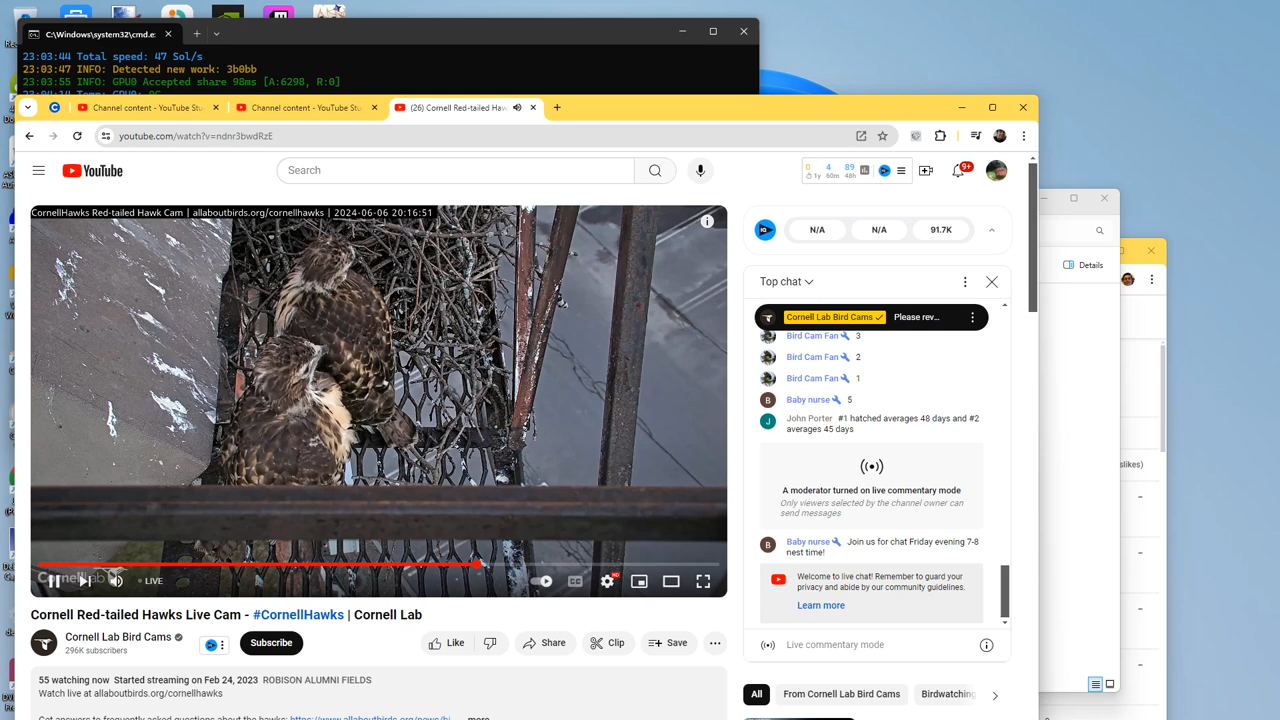 C:\Windows\system32\cmd.e:
23:03:44 Total speed: 47 Sol/s
23:03:47 INFO: Detected new work: 3b0bb
23:03:55 INFO: GPU0 Accepted share 98ms [A:6298, R:0]
Channel content - YouTube Stu
Channel content - YouTube Stu
(26) Cornell Red-tailed Haw
youtube.com/watch?v=ndnr3bwdRzE
YouTube
Search
0 4 89
1y 60m 48h
9+
CornellHawks Red-tailed Hawk Cam | allaboutbirds.org/cornellhawks | 2024-06-06 20:16:51
N/A
N/A
91.7K
Details
Top chat
Cornell Lab Bird Cams Please rev...
Bird Cam Fan 3
Bird Cam Fan 2
Bird Cam Fan 1
Baby nurse 5
John Porter #1 hatched averages 48 days and #2
averages 45 days
A moderator turned on live commentary mode
Only viewers selected by the channel owner can
send messages
Baby nurse Join us for chat Friday evening 7-8
nest time!
Welcome to live chat! Remember to guard your
privacy and abide by our community guidelines.
Learn more
Live commentary mode
slikes)
LIVE
Cornell Red-tailed Hawks Live Cam - #CornellHawks | Cornell Lab
Cornell Lab Bird Cams
296K subscribers
Subscribe
Like
Share
Clip
Save
55 watching now Started streaming on Feb 24, 2023 ROBISON ALUMNI FIELDS
Watch live at allaboutbirds.org/cornellhawks
All
From Cornell Lab Bird Cams
Birdwatching